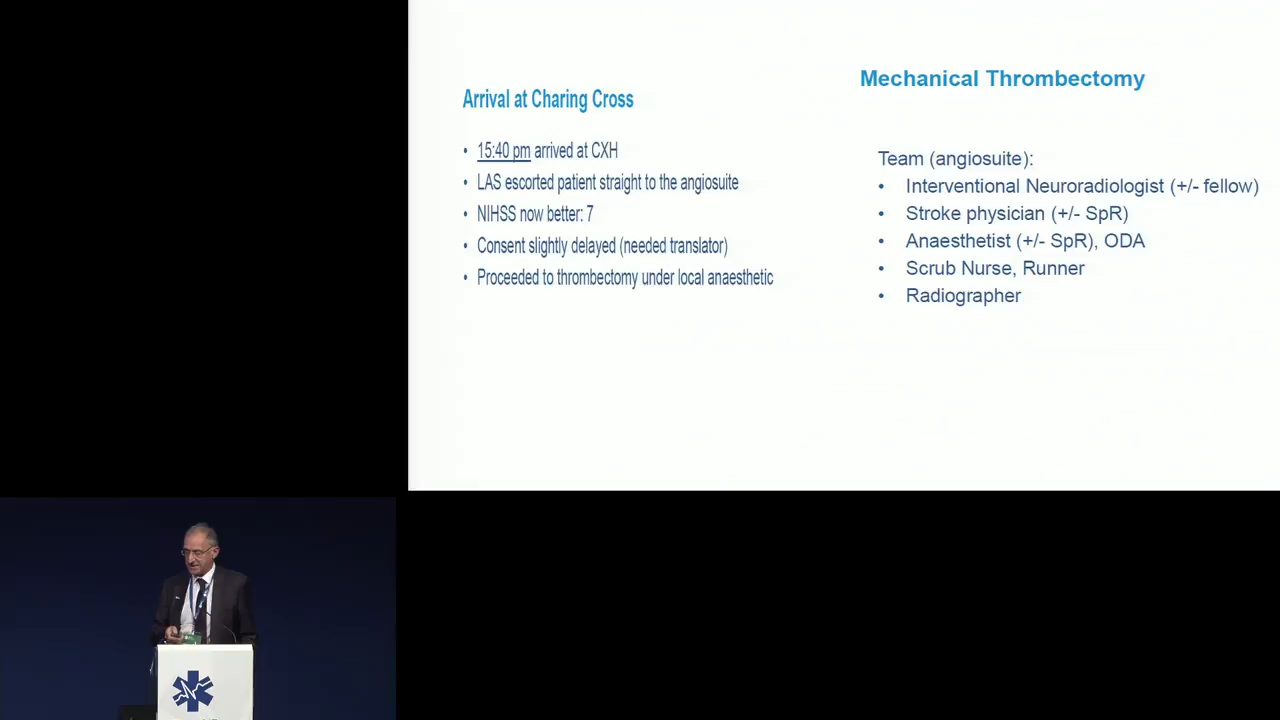 Arrival at Charing Cross
• 15:40 pm arrived at CXH
• LAS escorted patient straight to the angiosuite
• NIHSS now better: 7
• Consent slightly delayed (needed translator)
• Proceeded to thrombectomy under local anaesthetic
Mechanical Thrombectomy
Team (angiosuite):
• Interventional Neuroradiologist (+/- fellow)
• Stroke physician (+/- SpR)
• Anaesthetist (+/- SpR), ODA
• Scrub Nurse, Runner
• Radiographer